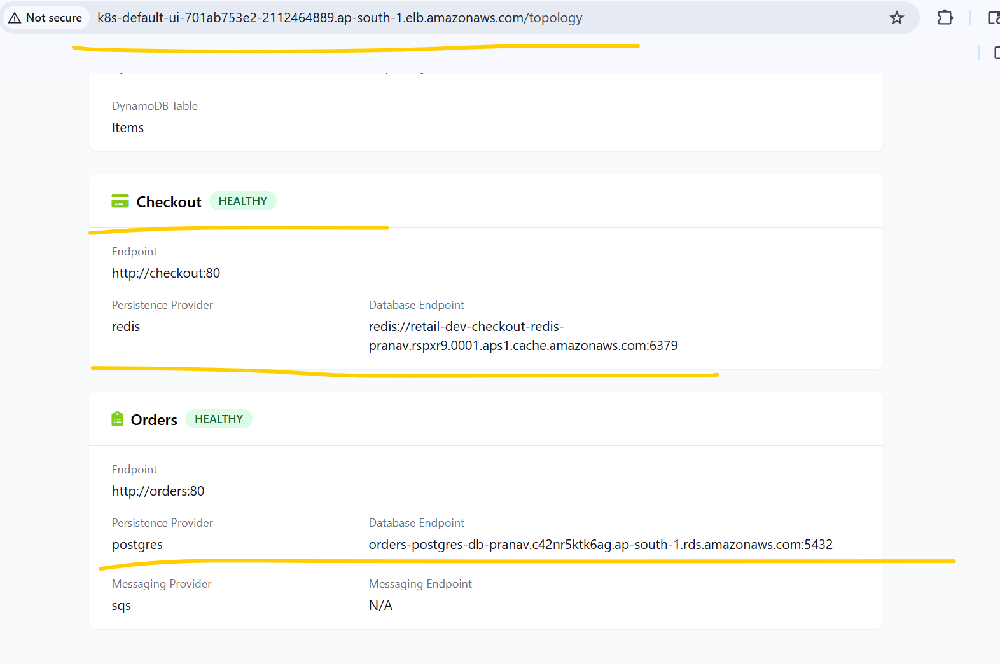 Not secure k8s-default-ui-701ab753e2-2112464889.ap-south-1.elb.amazonaws.com/topology
DynamoDB Table
Items
Checkout HEALTHY
Endpoint
http://checkout:80
Persistence Provider Database Endpoint
redis redis://retail-dev-checkout-redis-
pranav.rspxr9.0001.aps1.cache.amazonaws.com:6379
Orders HEALTHY
Endpoint
http://orders:80
Persistence Provider Database Endpoint
postgres orders-postgres-db-pranav.c42nr5ktk6ag.ap-south-1.rds.amazonaws.com:5432
Messaging Provider Messaging Endpoint
sqs N/A